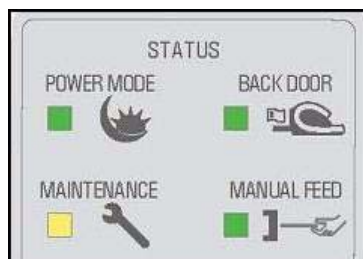 STATUS
POWER MODE
BACK DOOR
MAINTENANCE
MANUAL FEED